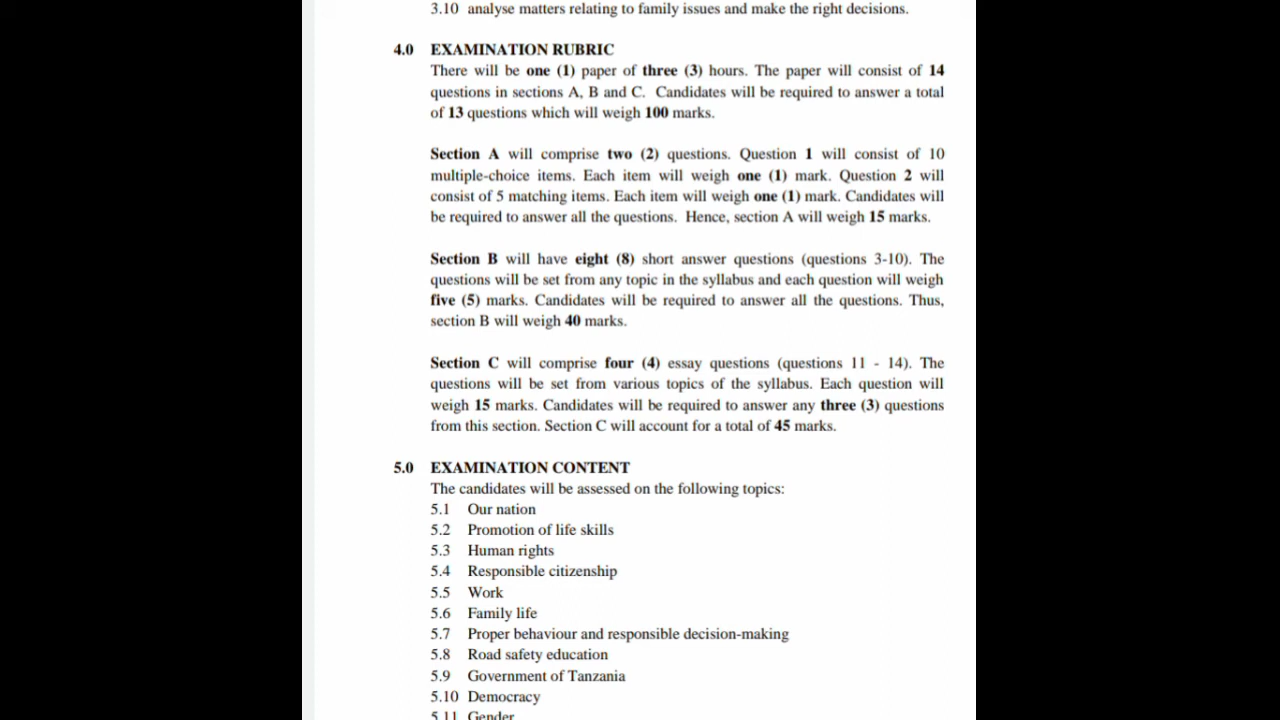 3.10 analyse matters relating to family issues and make the right decisions.
4.0 EXAMINATION RUBRIC
There will be one (1) paper of three (3) hours. The paper will consist of 14
questions in sections A, B and C. Candidates will be required to answer a total
of 13 questions which will weigh 100 marks.
Section A will comprise two (2) questions. Question 1 will consist of 10
multiple-choice items. Each item will weigh one (1) mark. Question 2 will
consist of 5 matching items. Each item will weigh one (1) mark. Candidates will
be required to answer all the questions. Hence, section A will weigh 15 marks.
Section B will have eight (8) short answer questions (questions 3-10). The
questions will be set from any topic in the syllabus and each question will weigh
five (5) marks. Candidates will be required to answer all the questions. Thus,
section B will weigh 40 marks.
Section C will comprise four (4) essay questions (questions 11 - 14). The
questions will be set from various topics of the syllabus. Each question will
weigh 15 marks. Candidates will be required to answer any three (3) questions
from this section. Section C will account for a total of 45 marks.
5.0 EXAMINATION CONTENT
The candidates will be assessed on the following topics:
5.1 Our nation
5.2 Promotion of life skills
5.3 Human rights
5.4 Responsible citizenship
5.5 Work
5.6 Family life
5.7 Proper behaviour and responsible decision-making
5.8 Road safety education
5.9 Government of Tanzania
5.10 Democracy
5.11 Gender